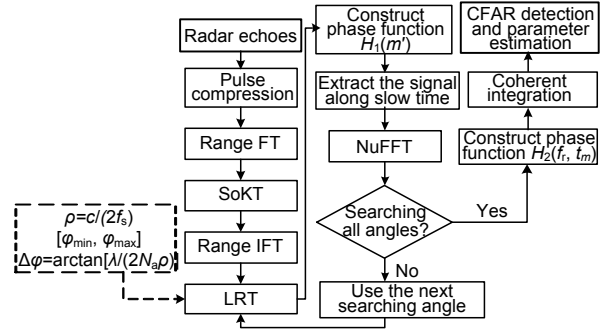 Radar echoes
Pulse
compression
Range FT
SoKT
Range IFT
LRT
ρ=c/(2fs)
[φmin, φmax]
Δφ=arctan[λ/(2Naρ)
Construct
phase function
H1(m′)
Extract the signal
along slow time
NuFFT
Searching
all angles?
Yes
No
Use the next
searching angle
Construct phase
function H2(fr, tm)
Coherent
integration
CFAR detection
and parameter
estimation